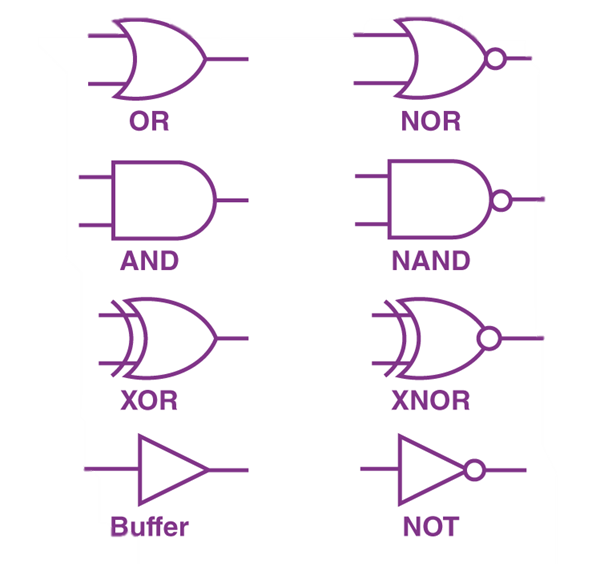 OR
NOR
AND
NAND
XOR
XNOR
Buffer
NOT